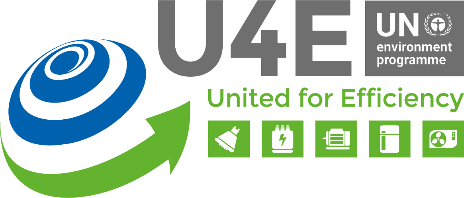 U4E
UN
environment
programme
United for Efficiency